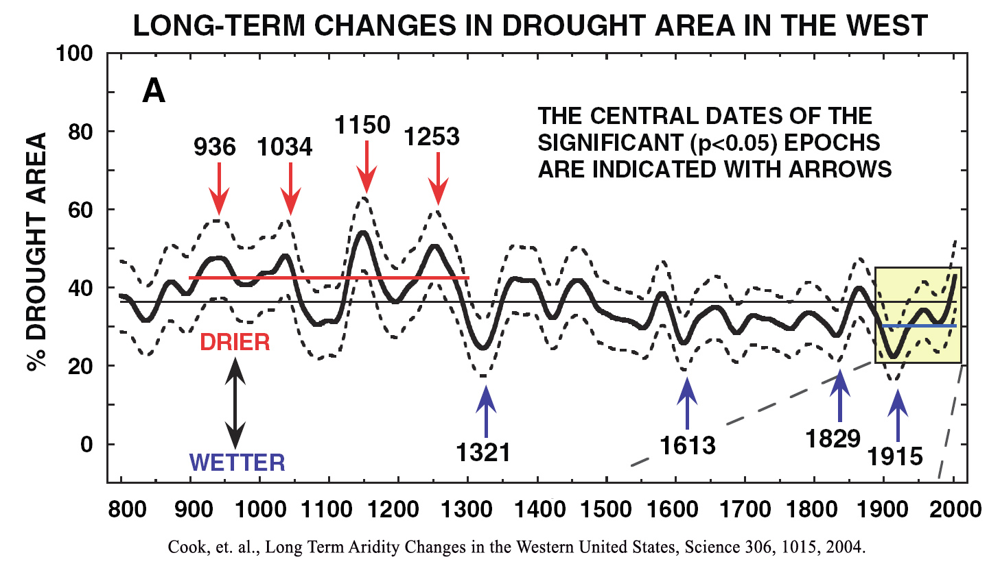 LONG-TERM CHANGES IN DROUGHT AREA IN THE WEST
100
80
60
40
20
0
% DROUGHT AREA
A
936
1034
1150
1253
THE CENTRAL DATES OF THE
SIGNIFICANT (p<0.05) EPOCHS
ARE INDICATED WITH ARROWS
DRIER
WETTER
1321
1613
1829
1915
800 900 1000 1100 1200 1300 1400 1500 1600 1700 1800 1900 2000
Cook, et. al., Long Term Aridity Changes in the Western United States, Science 306, 1015, 2004.